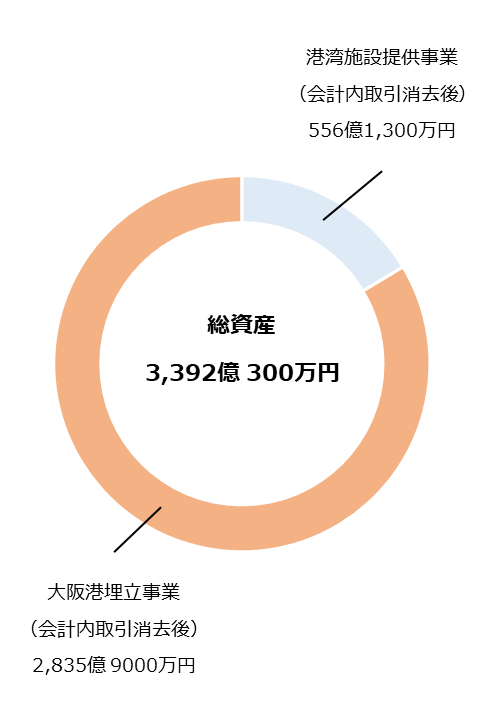 港湾施設提供事業
（会計内取引消去後）
556億1,300万円
総資産
3,392億 300万円
大阪港埋立事業
（会計内取引消去後）
2,835億 9000万円